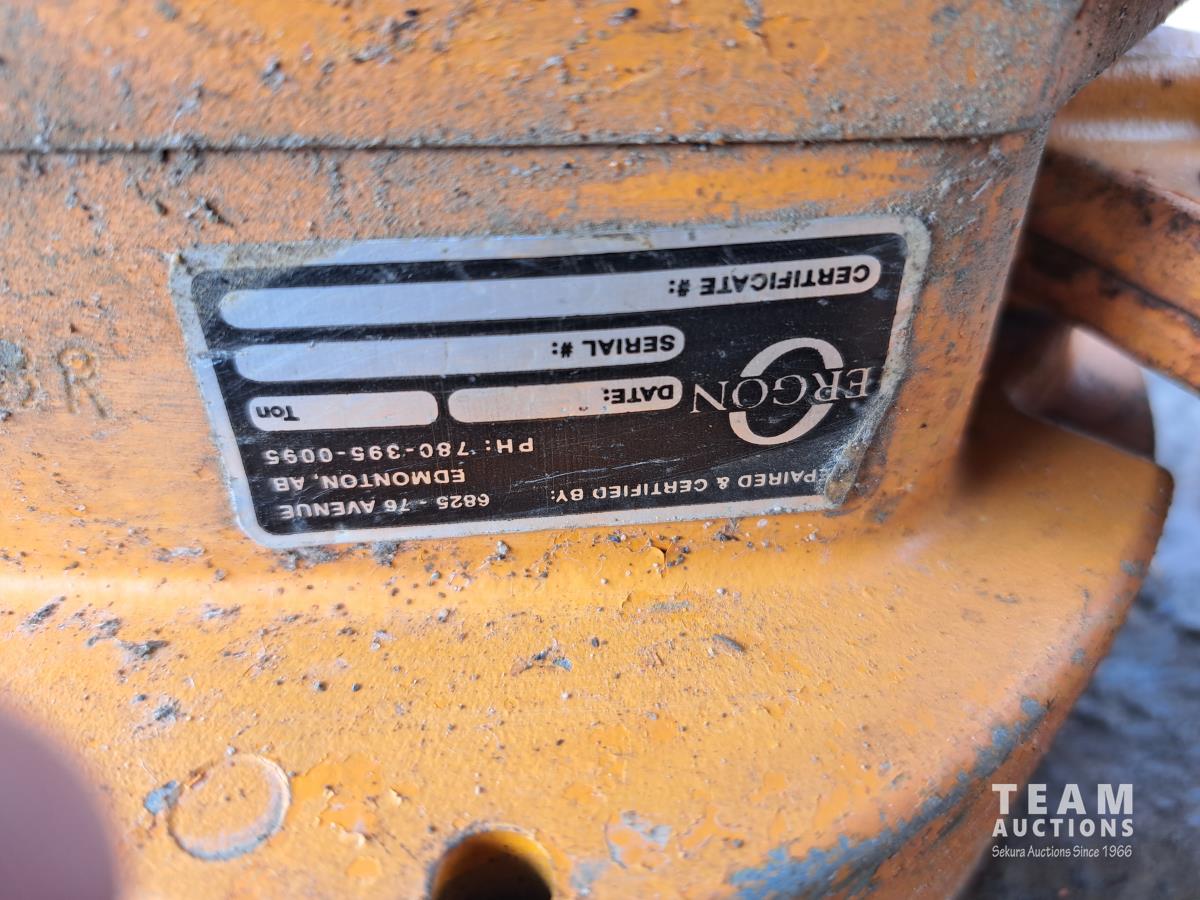 CERTIFICATE #:
SERIAL #:
DATE:
Ton
ERGON
PAIRED & CERTIFIED BY:
6825 - 76 AVENUE
EDMONTON, AB
PH: 780-395-0095
R
TEAM
AUCTIONS
Sekura Auctions Since 1966